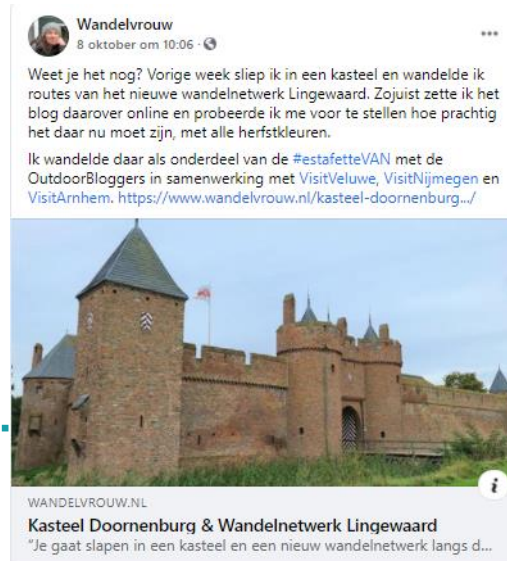 Wandelvrouw
8 oktober om 10:06 ·
Weet je het nog? Vorige week sliep ik in een kasteel en wandelde ik
routes van het nieuwe wandelnetwerk Lingewaard. Zojuist zette ik het
blog daarover online en probeerde ik me voor te stellen hoe prachtig
het daar nu moet zijn, met alle herfstkleuren.
Ik wandelde daar als onderdeel van de #estafetteVAN met de
OutdoorBloggers in samenwerking met VisitVeluwe, VisitNijmegen en
VisitArnhem. https://www.wandelvrouw.nl/kasteel-doornenburg.../
i
WANDELVROUW.NL
Kasteel Doornenburg & Wandelnetwerk Lingewaard
"Je gaat slapen in een kasteel en een nieuw wandelnetwerk langs d...